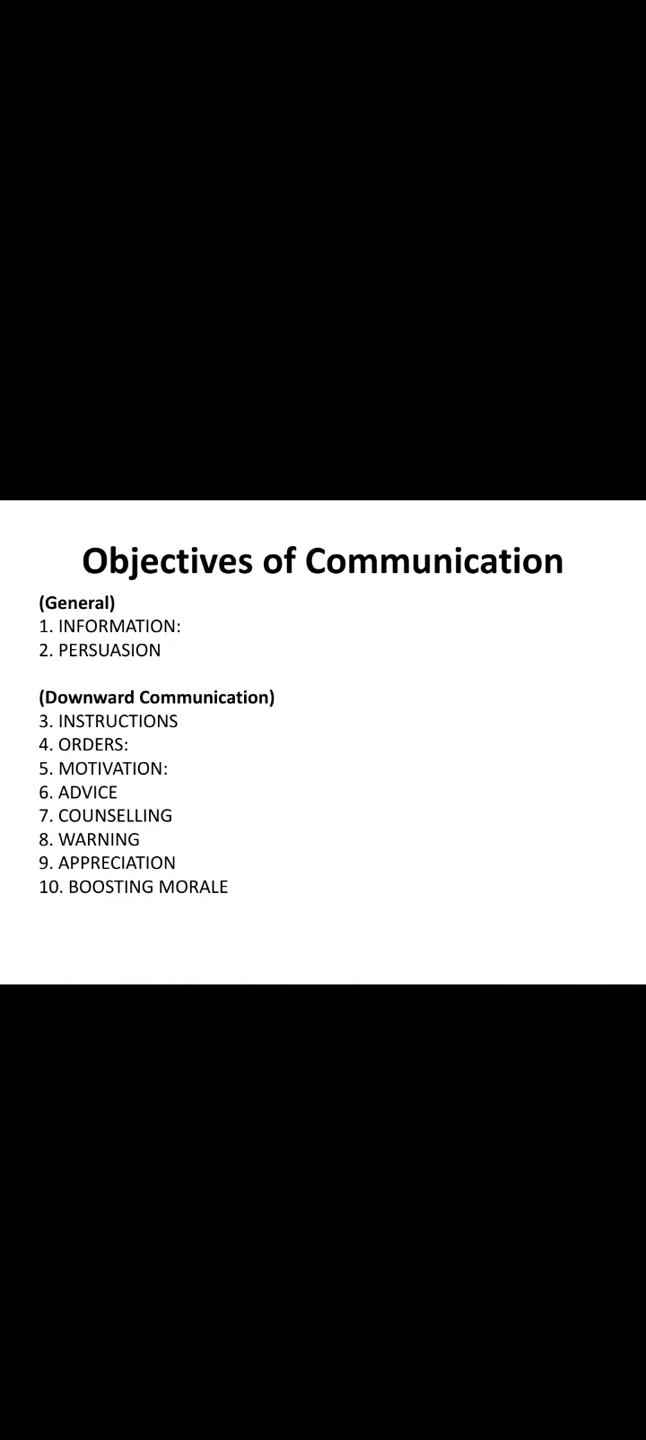 Objectives of Communication
(General)
1. INFORMATION:
2. PERSUASION
(Downward Communication)
3. INSTRUCTIONS
4. ORDERS:
5. MOTIVATION:
6. ADVICE
7. COUNSELLING
8. WARNING
9. APPRECIATION
10. BOOSTING MORALE